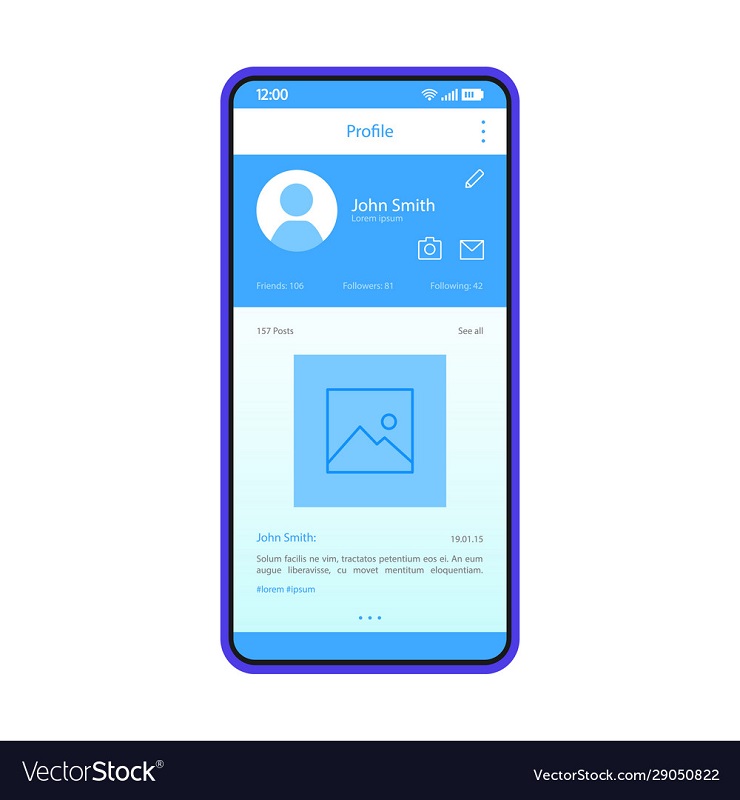 12:00
Profile
John Smith
Lorem ipsum
Friends: 106 Followers: 81 Following: 42
157 Posts See all
John Smith: 19.01.15
Solum facilis ne vim, tractatos petentium eos ei. An eum
augue liberavisse, cu movet mentitum eloquentiam.
#lorem #ipsum
VectorStock® VectorStock.com/29050822